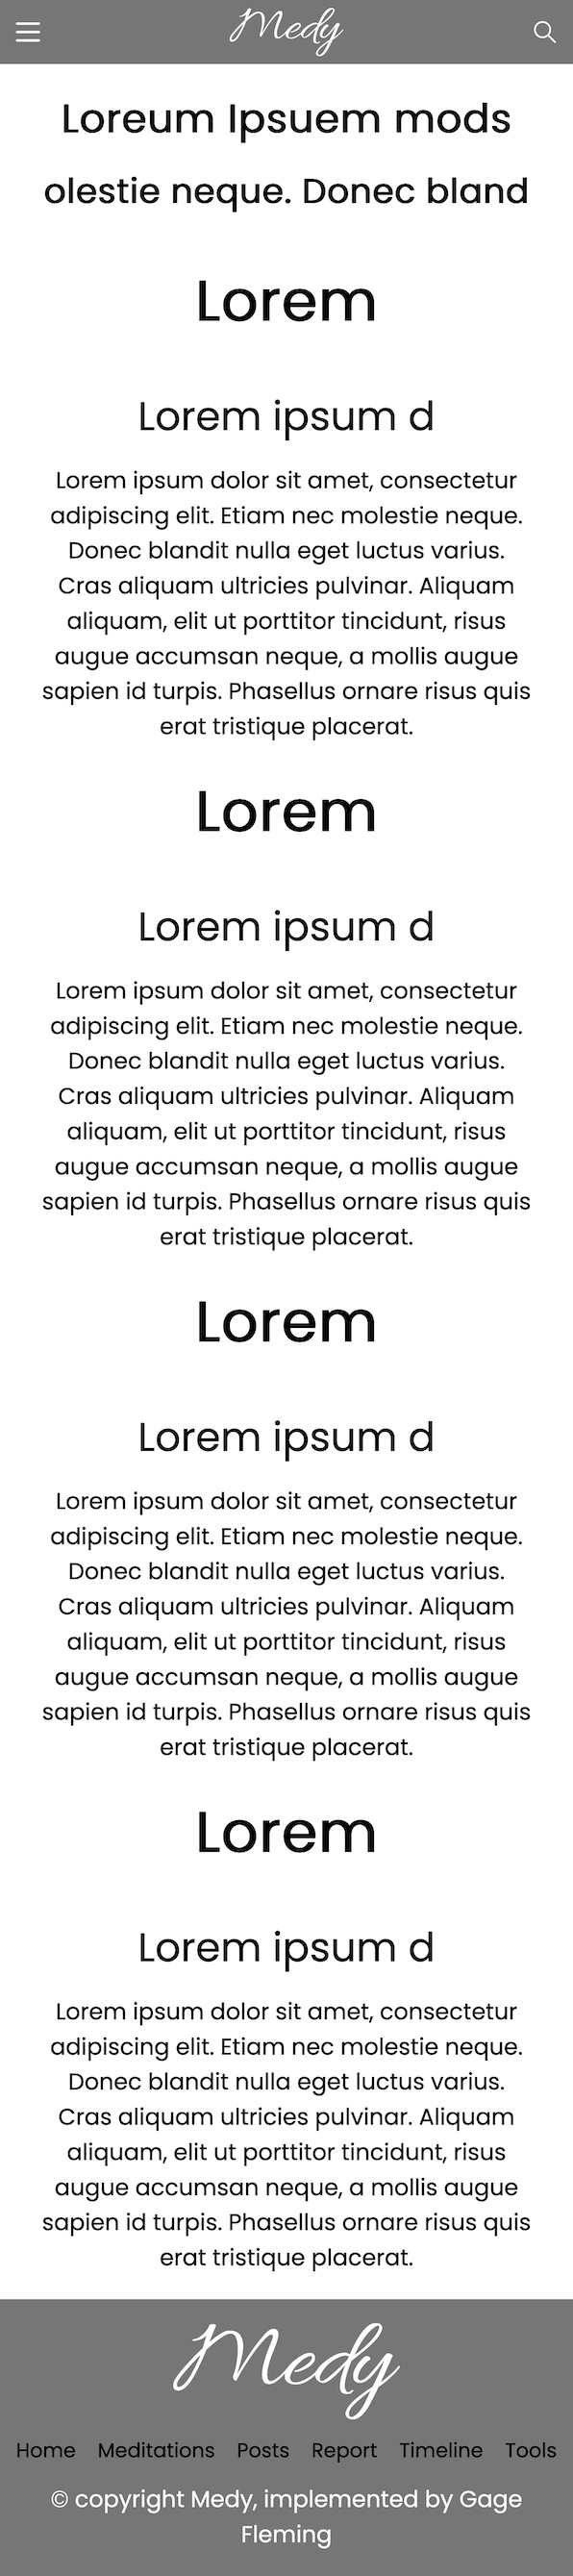 Medy
Loreum Ipsuem mods
olestie neque. Donec bland
Lorem
Lorem ipsum d
Lorem ipsum dolor sit amet, consectetur
adipiscing elit. Etiam nec molestie neque.
Donec blandit nulla eget luctus varius.
Cras aliquam ultricies pulvinar. Aliquam
aliquam, elit ut porttitor tincidunt, risus
augue accumsan neque, a mollis augue
sapien id turpis. Phasellus ornare risus quis
erat tristique placerat.
Lorem
Lorem ipsum d
Lorem ipsum dolor sit amet, consectetur
adipiscing elit. Etiam nec molestie neque.
Donec blandit nulla eget luctus varius.
Cras aliquam ultricies pulvinar. Aliquam
aliquam, elit ut porttitor tincidunt, risus
augue accumsan neque, a mollis augue
sapien id turpis. Phasellus ornare risus quis
erat tristique placerat.
Lorem
Lorem ipsum d
Lorem ipsum dolor sit amet, consectetur
adipiscing elit. Etiam nec molestie neque.
Donec blandit nulla eget luctus varius.
Cras aliquam ultricies pulvinar. Aliquam
aliquam, elit ut porttitor tincidunt, risus
augue accumsan neque, a mollis augue
sapien id turpis. Phasellus ornare risus quis
erat tristique placerat.
Lorem
Lorem ipsum d
Lorem ipsum dolor sit amet, consectetur
adipiscing elit. Etiam nec molestie neque.
Donec blandit nulla eget luctus varius.
Cras aliquam ultricies pulvinar. Aliquam
aliquam, elit ut porttitor tincidunt, risus
augue accumsan neque, a mollis augue
sapien id turpis. Phasellus ornare risus quis
erat tristique placerat.
Medy
Home Meditations Posts Report Timeline Tools
© copyright Medy, implemented by Gage
Fleming